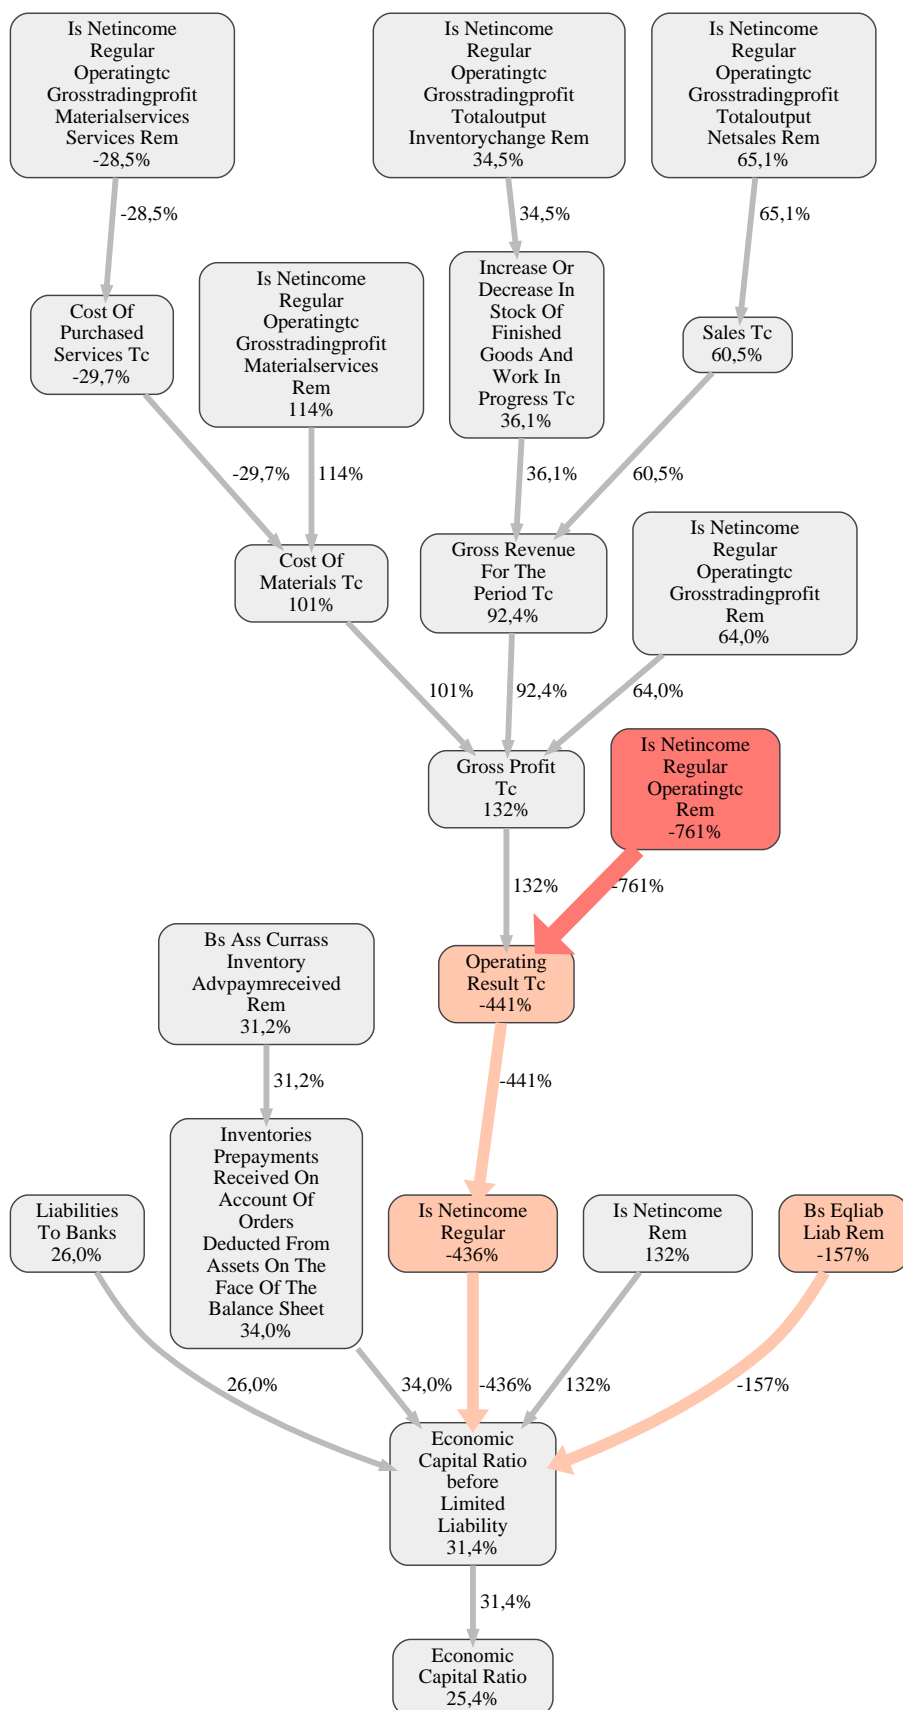 Is Netincome
Regular
Operatingtc
Grosstradingprofit
Materialservices
Services Rem
-28,5%
Is Netincome
Regular
Operatingtc
Grosstradingprofit
Totaloutput
Inventorychange Rem
34,5%
Is Netincome
Regular
Operatingtc
Grosstradingprofit
Totaloutput
Netsales Rem
65,1%
-28,5%
34,5%
65,1%
Cost Of
Purchased
Services Tc
-29,7%
Is Netincome
Regular
Operatingtc
Grosstradingprofit
Materialservices
Rem
114%
Increase Or
Decrease In
Stock Of
Finished
Goods And
Work In
Progress Tc
36,1%
Sales Tc
60,5%
-29,7%
114%
36,1%
60,5%
Cost Of
Materials Tc
101%
Gross Revenue
For The
Period Tc
92,4%
Is Netincome
Regular
Operatingtc
Grosstradingprofit
Rem
64,0%
101%
92,4%
64,0%
Gross Profit
Tc
132%
Is Netincome
Regular
Operatingtc
Rem
-761%
132%
-761%
Bs Ass Currass
Inventory
Advpaymreceived
Rem
31,2%
Operating
Result Tc
-441%
31,2%
-441%
Liabilities
To Banks
26,0%
Inventories
Prepayments
Received On
Account Of
Orders
Deducted From
Assets On The
Face Of The
Balance Sheet
34,0%
Is Netincome
Regular
-436%
Is Netincome
Rem
132%
Bs Eqliab
Liab Rem
-157%
26,0%
34,0%
-436%
132%
-157%
Economic
Capital Ratio
before
Limited
Liability
31,4%
31,4%
Economic
Capital Ratio
25,4%